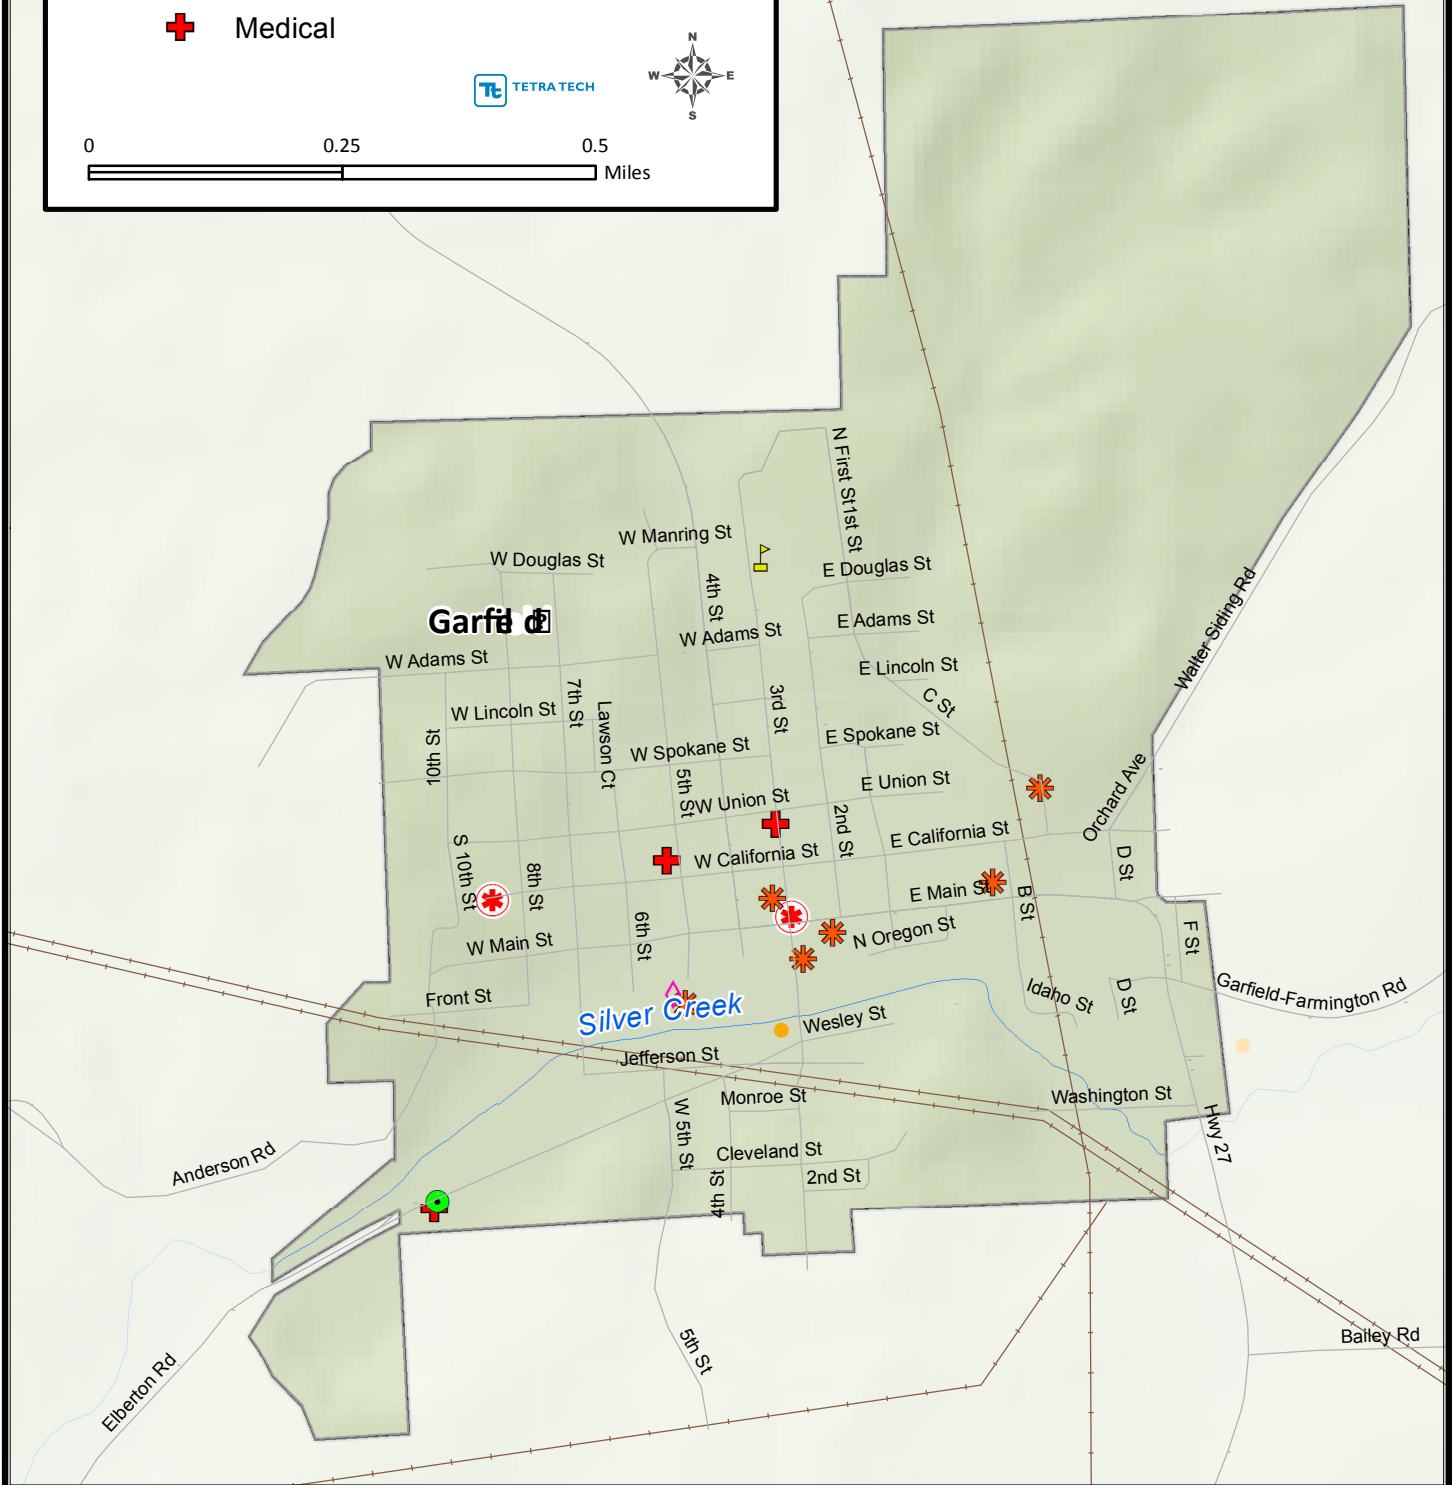 Medical
N
W E
S
Tt TETRA TECH
0 0.25 0.5
Miles
N First St
1st St
W Manring St
W Douglas St
E Douglas St
4th St
E Adams St
W Adams St
W Adams St
E Lincoln St
Walter Siding Rd
C St
3rd St
7th St
W Lincoln St
Lawson Ct
10th St
W Spokane St
E Spokane St
5th St
E Union St
W Union St
Orchard Ave
2nd St
E California St
W California St
S 10th St
8th St
D St
E Main St
B St
6th St
W Main St
N Oregon St
F St
Front St
Idaho St
D St
Garfield-Farmington Rd
Silver Creek
Wesley St
Jefferson St
Monroe St
Washington St
W 5th St
Hwy 27
Cleveland St
Anderson Rd
4th St
2nd St
5th St
Bailey Rd
Elberton Rd